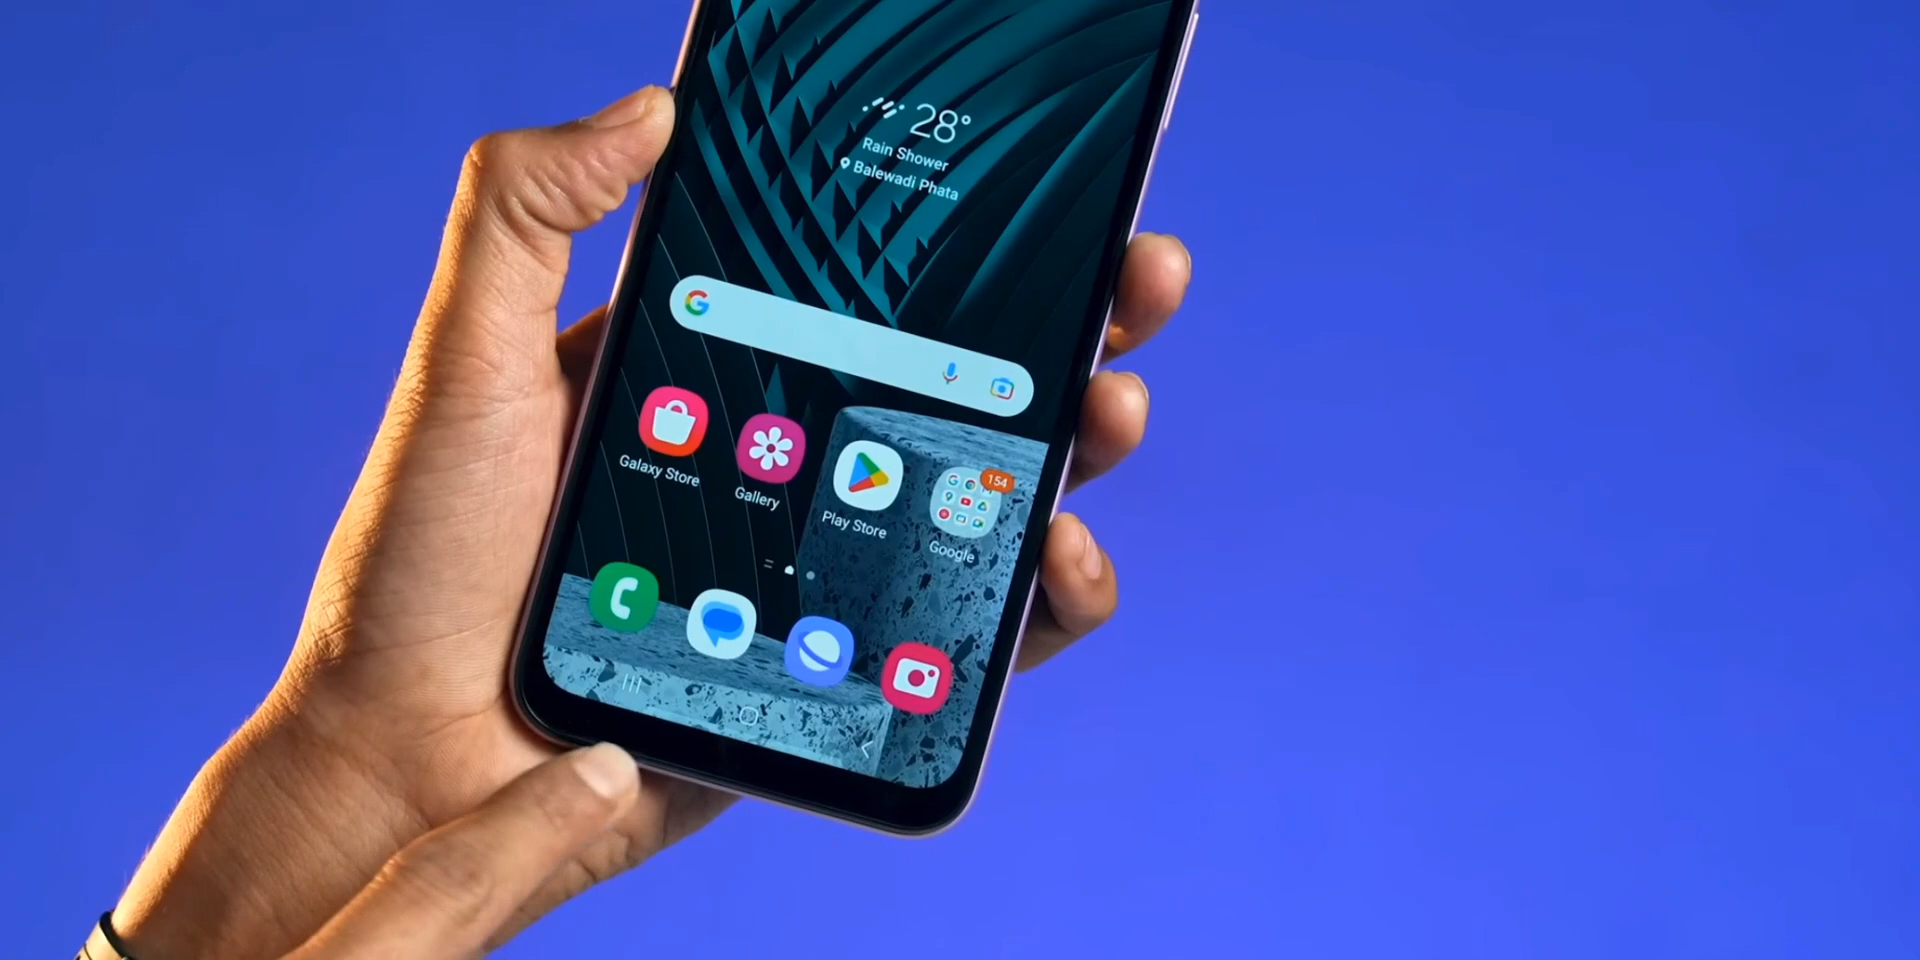 28°
Rain Shower
Balewadi Phata
G
Galaxy Store
Gallery
Play Store
154
Google